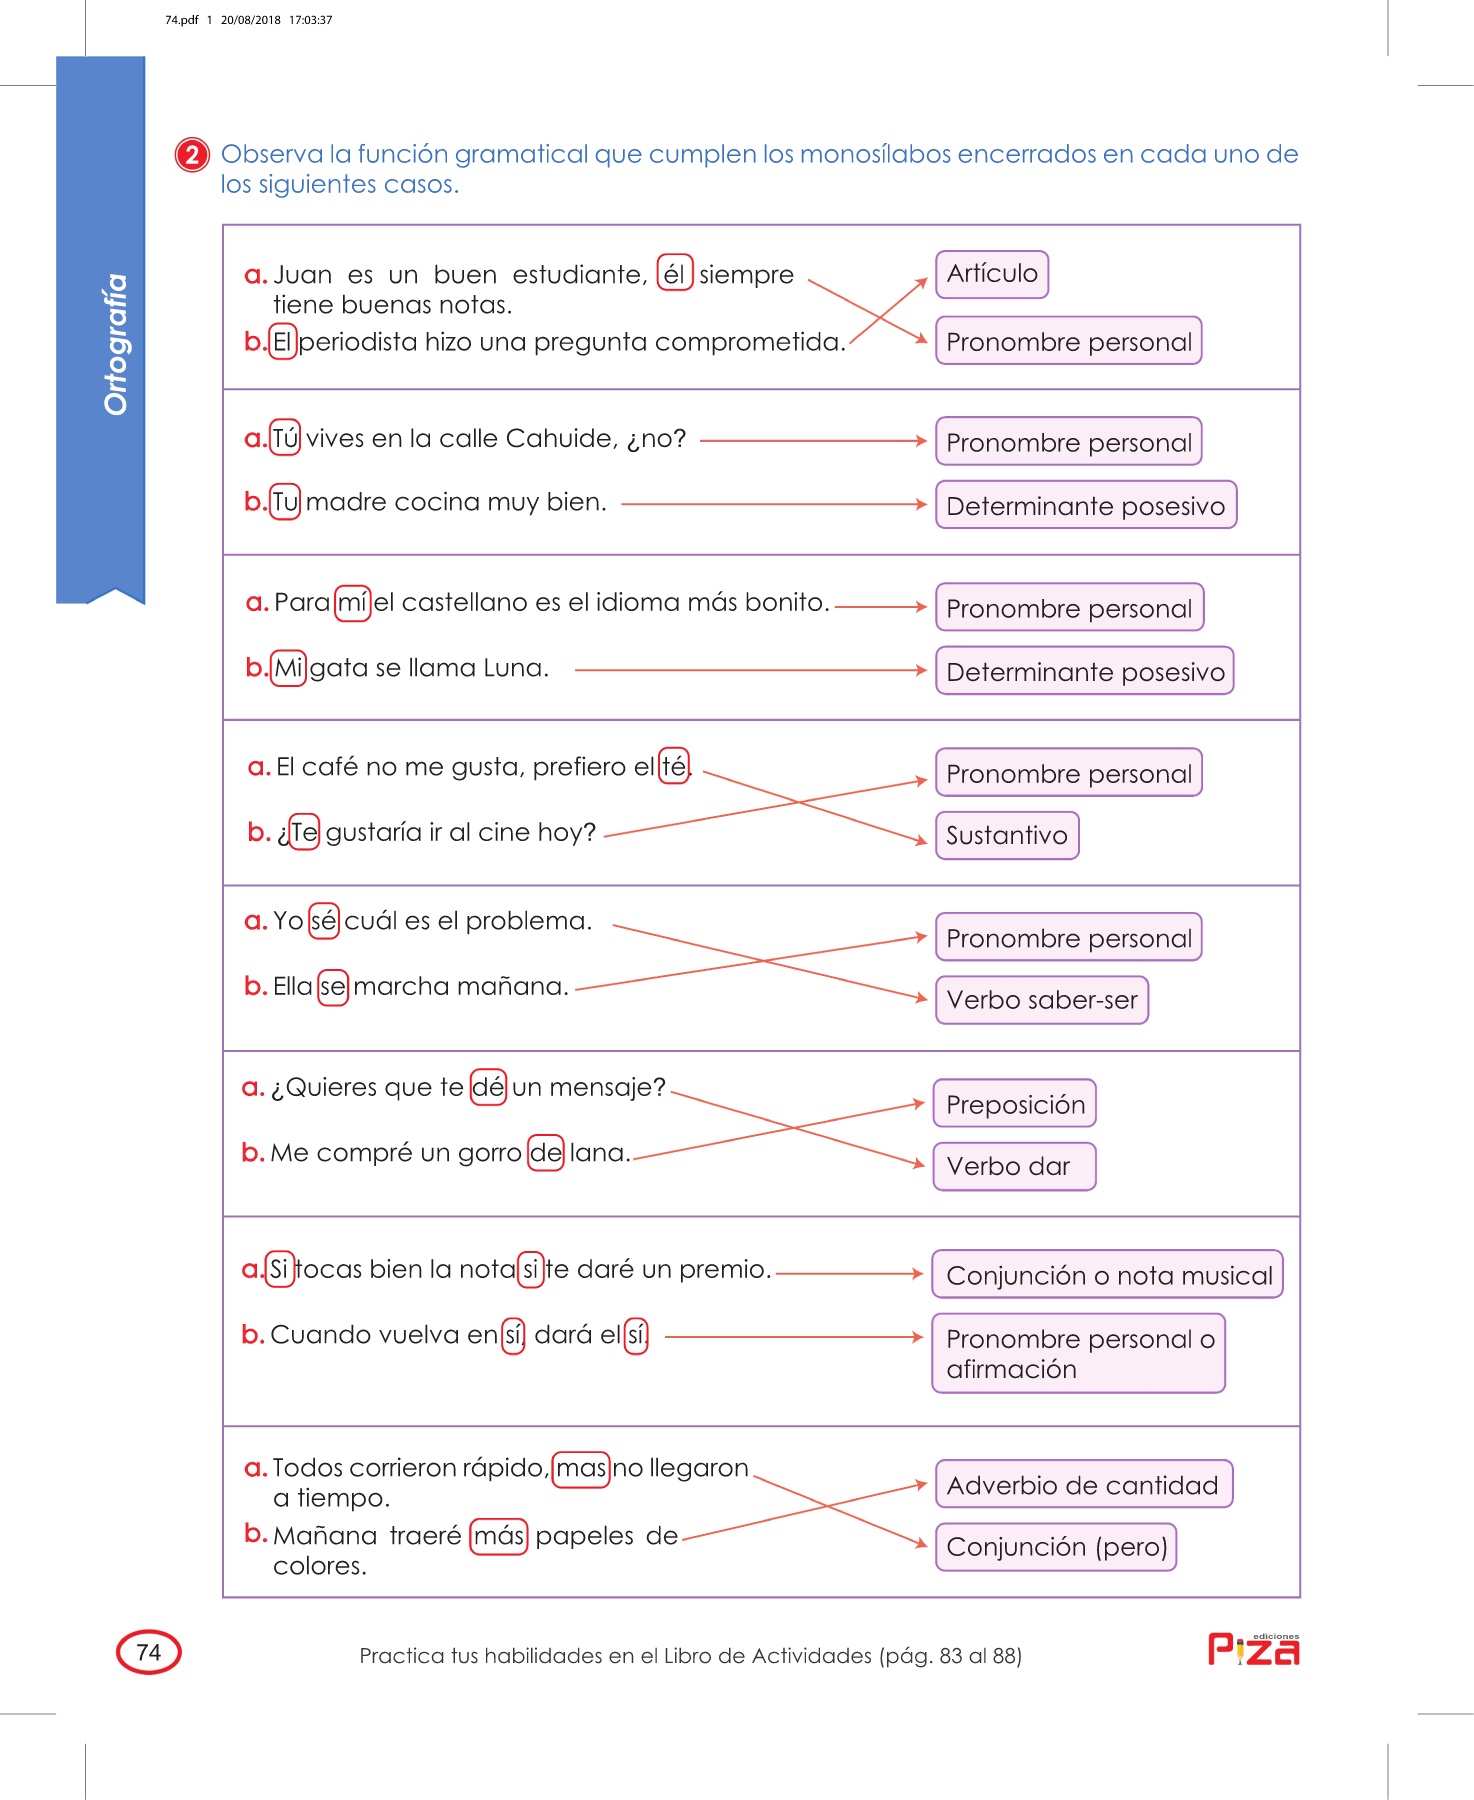 74.pdf 1 20/08/2018 17:03:37
Ortografía
2 Observa la función gramatical que cumplen los monosílabos encerrados en cada uno de
los siguientes casos.
a. Juan es un buen estudiante, él siempre
tiene buenas notas.
b. El periodista hizo una pregunta comprometida.
Artículo
Pronombre personal
a. Tú vives en la calle Cahuide, ¿no?
Pronombre personal
b. Tu madre cocina muy bien.
Determinante posesivo
a. Para mí el castellano es el idioma más bonito.
Pronombre personal
b. Mi gata se llama Luna.
Determinante posesivo
a. El café no me gusta, prefiero el té.
Pronombre personal
b. ¿Te gustaría ir al cine hoy?
Sustantivo
a. Yo sé cuál es el problema.
Pronombre personal
b. Ella se marcha mañana.
Verbo saber-ser
a. ¿Quieres que te dé un mensaje?
Preposición
b. Me compré un gorro de lana.
Verbo dar
a. Si tocas bien la nota si te daré un premio.
Conjunción o nota musical
b. Cuando vuelva en sí, dará el sí.
Pronombre personal o
afirmación
a. Todos corrieron rápido, mas no llegaron
a tiempo.
Adverbio de cantidad
b. Mañana traeré más papeles de
colores.
Conjunción (pero)
74
Practica tus habilidades en el Libro de Actividades (pág. 83 al 88)
ediciones
Piza